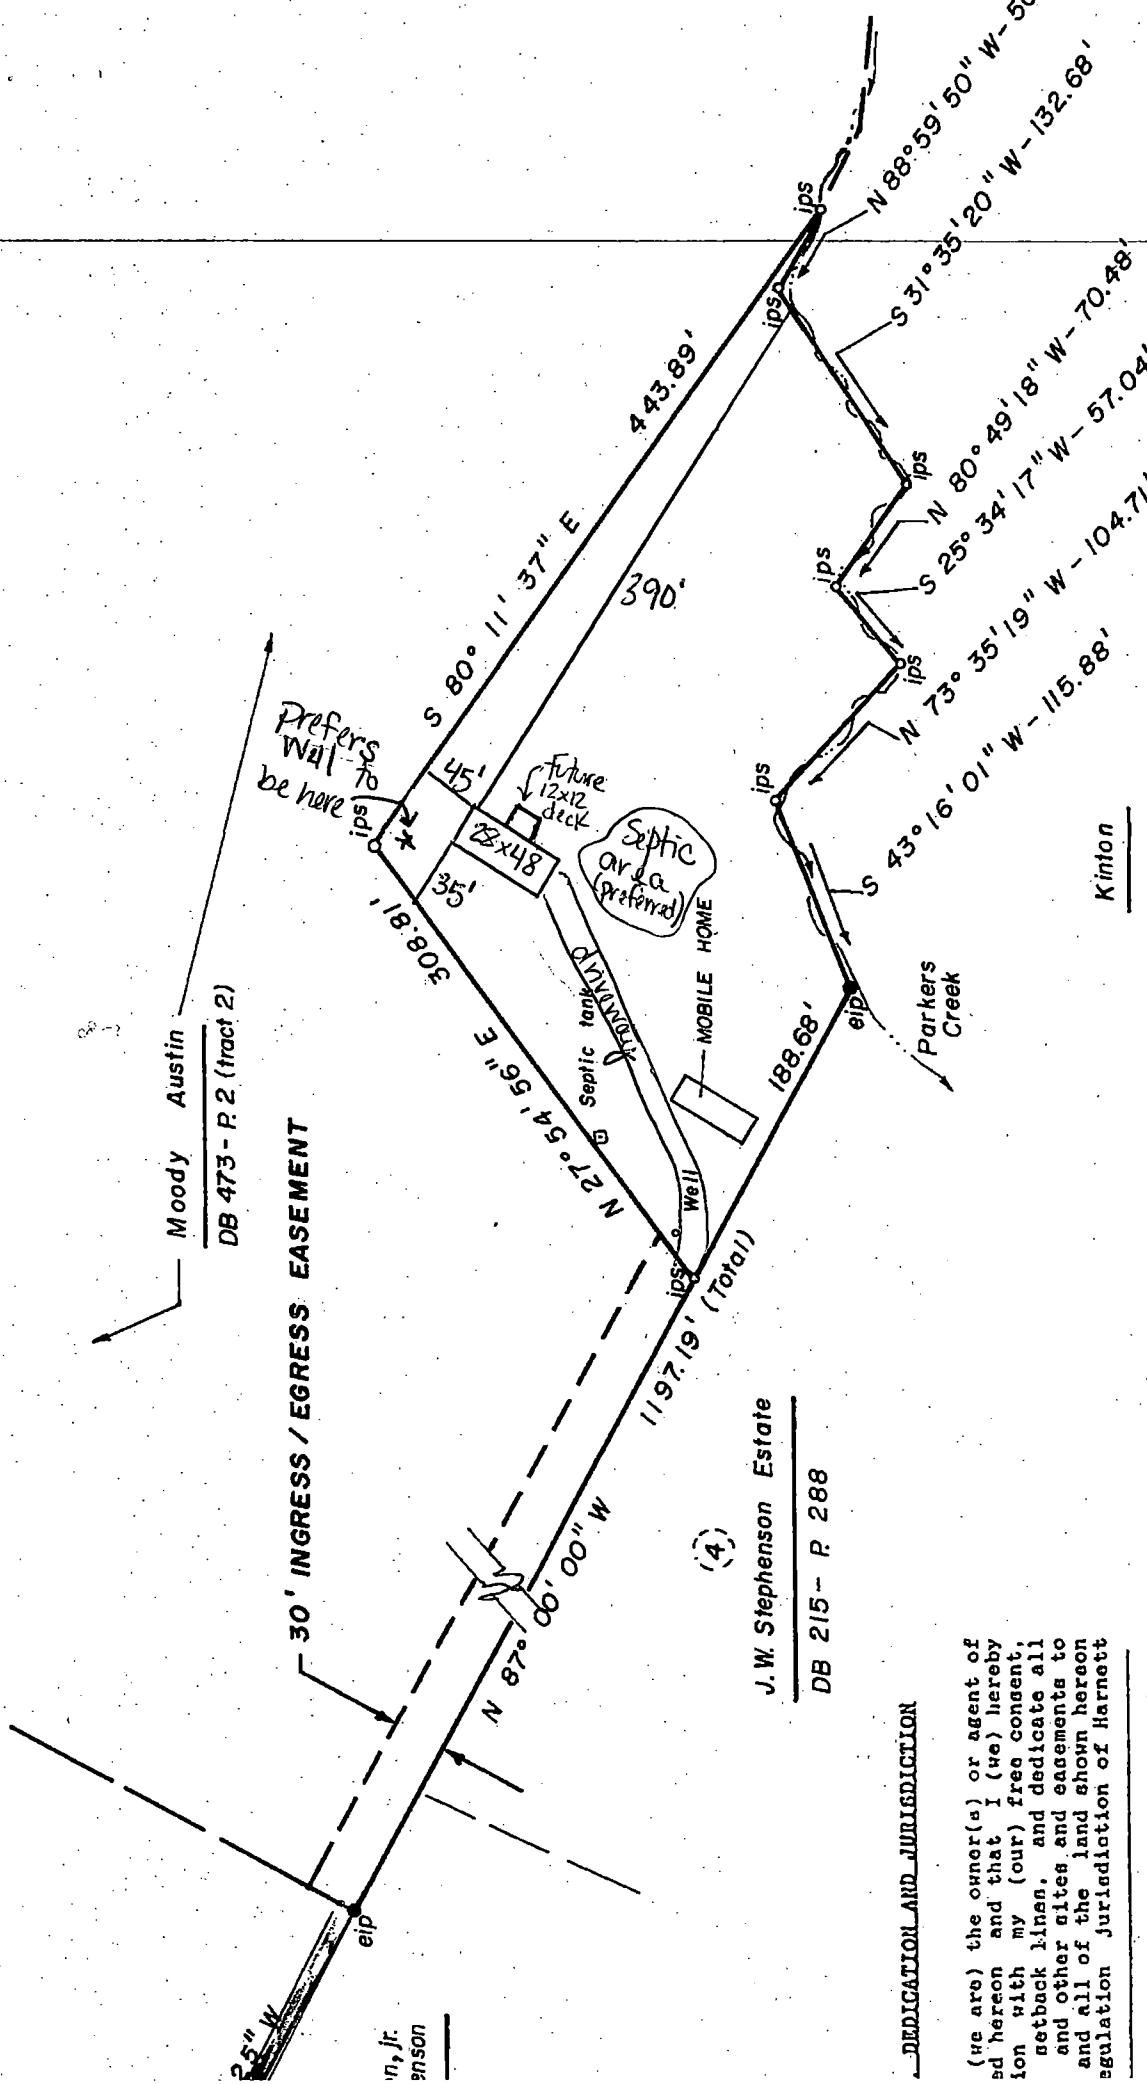 N 88° 59' 50" W - 50
S 31° 35' 20" W - 132.68'
N 80° 49' 18" W - 70.48'
S 25° 34' 17" W - 57.04'
N 73° 35' 19" W - 104.71'
S 43° 16' 01" W - 115.88'
ips
ips
ips
ips
ips
ips
443.89'
S 80° 11' 37" E
390'
Prefers
Well to
be here
ips
45'
Future
12x12
deck
28x48
35'
Septic
area
(preferred)
308.81'
N 27° 54' 56" E
Septic tank
MOBILE HOME
188.68'
eip
Parkers
Creek
Kinton
Well
ips
1197.19' (Total)
Moody Austin
DB 473 - P. 2 (tract 2)
30' INGRESS / EGRESS EASEMENT
N 87° 06' 00" W
(4)
J.W. Stephenson Estate
DB 215 - P. 288
eip
25" W
on, jr.
enson
. DEDICATION AND JURISDICTION
(we are) the owner(s) or agent of
ed hereon and that I (we) hereby
ion with my (our) free consent,
setback lines, and dedicate all
and other sites and easements to
and all of the land shown hereon
egulation jurisdiction of Harnett